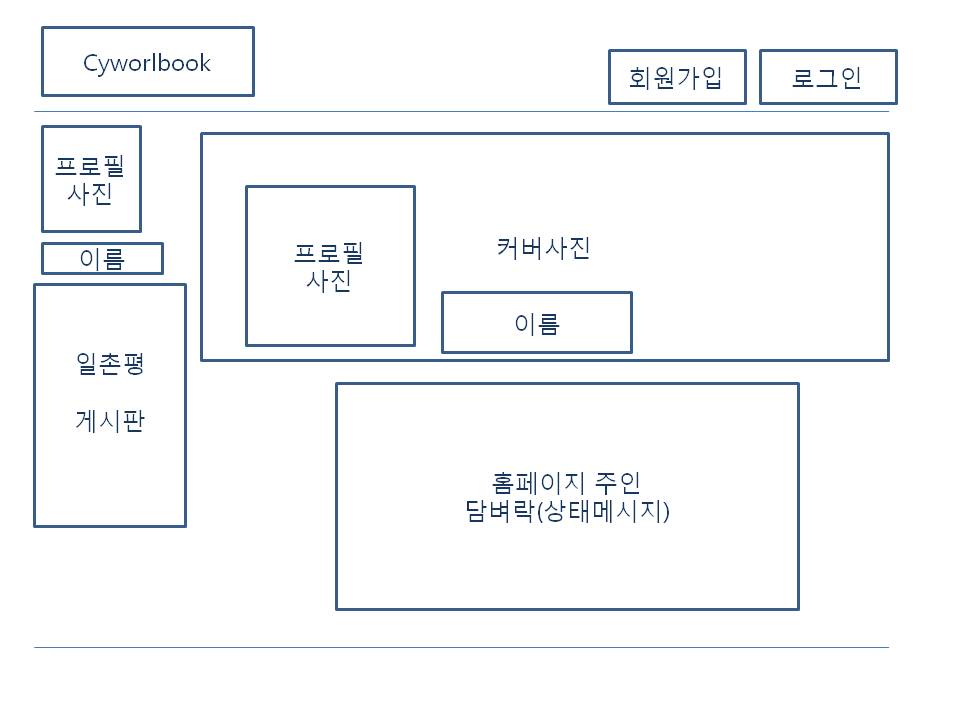 Cyworlbook
회원가입
로그인
프로필
사진
이름
일촌평
게시판
프로필
사진
커버사진
이름
홈페이지 주인
담벼락(상태메시지)